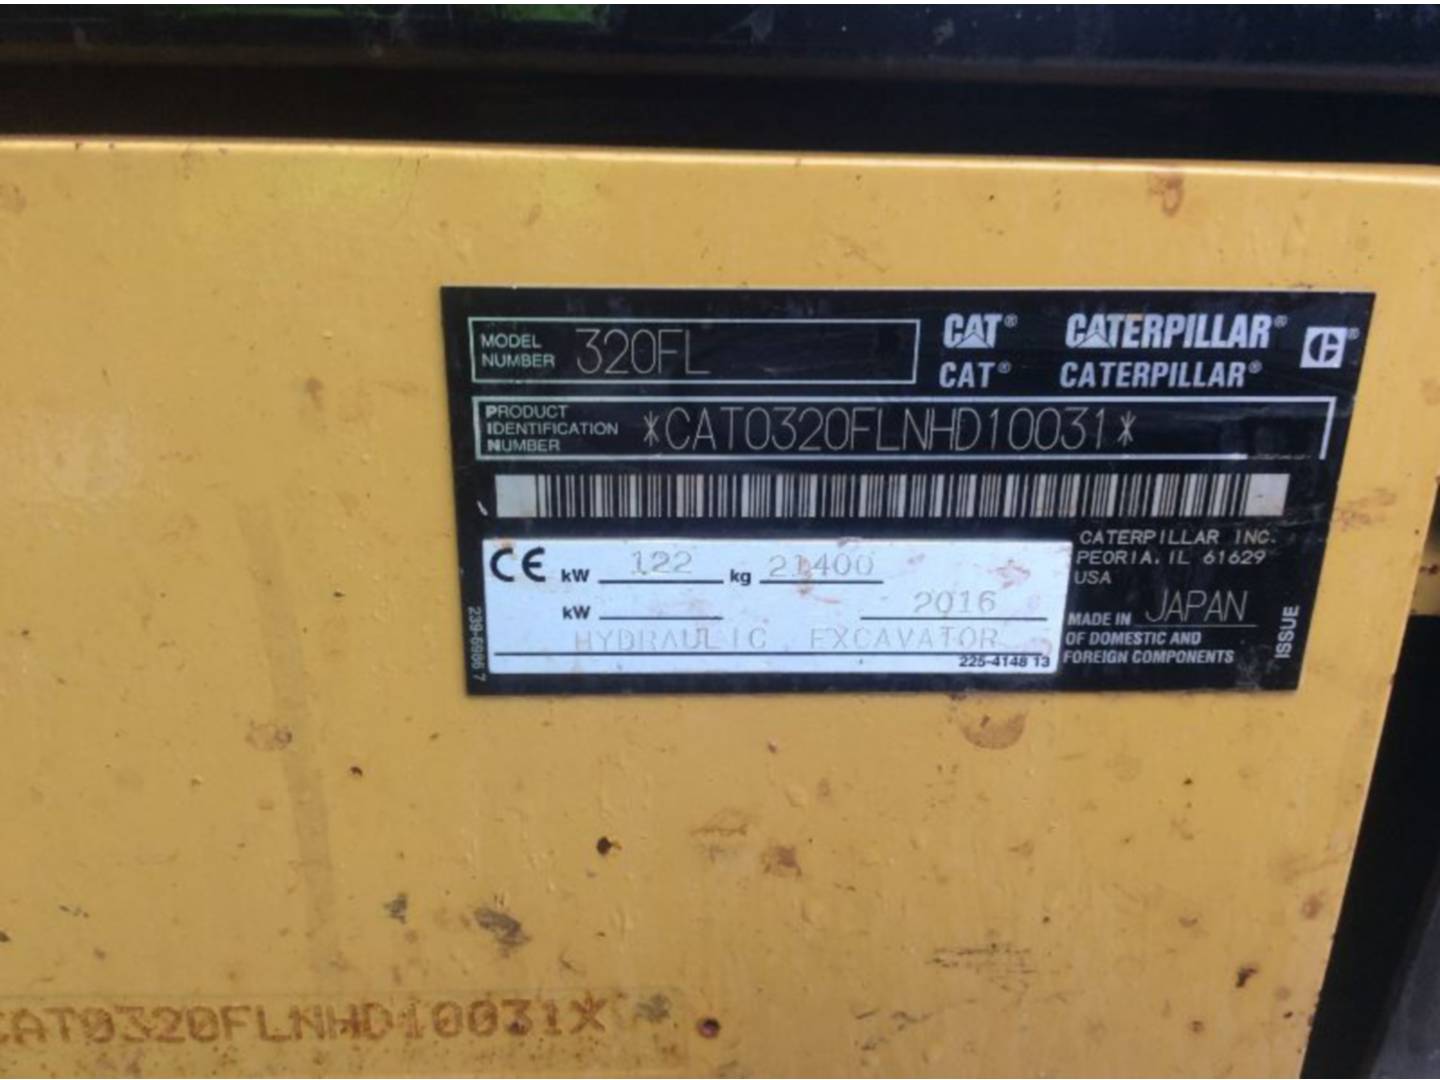 MODEL NUMBER 320FL
CAT® CATERPILLAR®
CAT® CATERPILLAR®
PRODUCT IDENTIFICATION NUMBER *CAT0320FLNHD10031*
CE kW 122 kg 21400
kW 2016
HYDRAULIC EXCAVATOR
225-4148 13
CATERPILLAR INC.
PEORIA, IL 61629
USA
MADE IN JAPAN
OF DOMESTIC AND
FOREIGN COMPONENTS
ISSUE
CAT0320FLNHD10031*